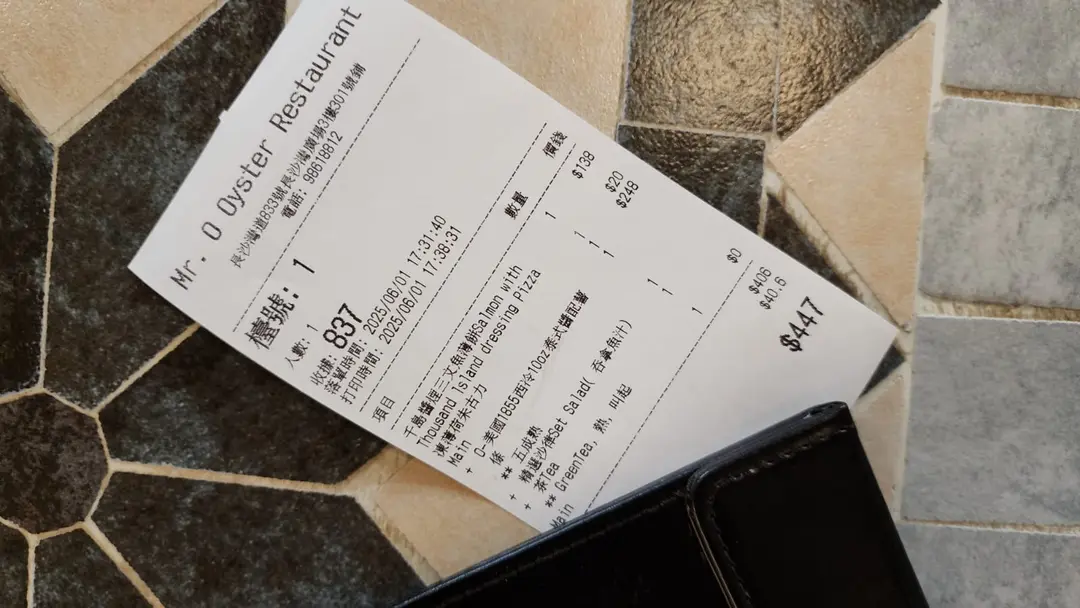 Mr. O Oyster Restaurant
長沙灣道833號長沙灣廣場3樓301號鋪
電話: 98618812
檯號: 1
人數: 1
收據: 837
落單時間: 2025/06/01 17:31:40
打印時間: 2025/06/01 17:38:31
項目 數量 價錢
千島醬煙三文魚薄餅Salmon with 1 $138
Thousand Island dressing Pizza
凍薄荷朱古力 1 $20
Main 1 $248
+ O-美國1855西冷10oz泰式醬配薯
條 1
** 五成熟
+ 精選沙律Set Salad( 吞拿魚汁) 1
+ 茶Tea 1
** GreenTea, 熱, 叫起
Main $0
$406
$40.6
$447